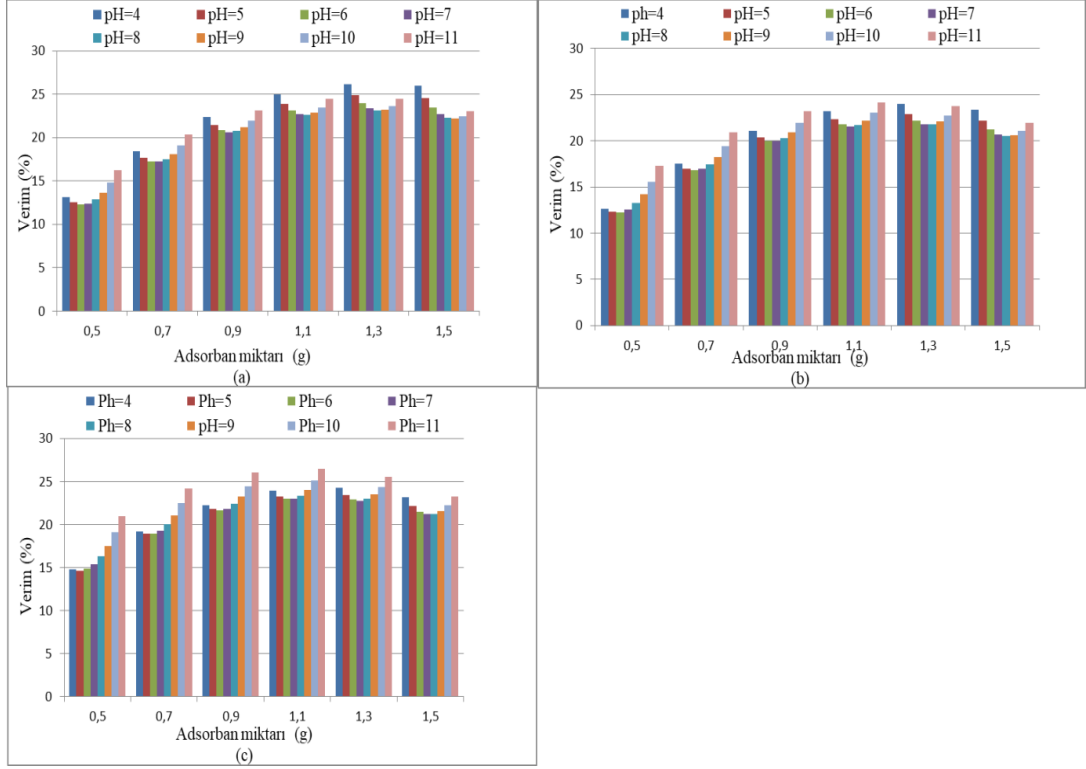 pH=4 pH=5 pH=6 pH=7
pH=8 pH=9 pH=10 pH=11
30
25
20
15
10
5
0
Verim (%)
0,5 0,7 0,9 1,1 1,3 1,5
Adsorban miktarı (g)
(a)
ph=4 pH=5 pH=6 pH=7
pH=8 pH=9 pH=10 pH=11
30
25
20
15
10
5
0
Verim (%)
0,5 0,7 0,9 1,1 1,3 1,5
Adsorban miktarı (g)
(b)
Ph=4 Ph=5 Ph=6 Ph=7
Ph=8 pH=9 Ph=10 Ph=11
30
25
20
15
10
5
0
Verim (%)
0,5 0,7 0,9 1,1 1,3 1,5
Adsorban miktarı (g)
(c)